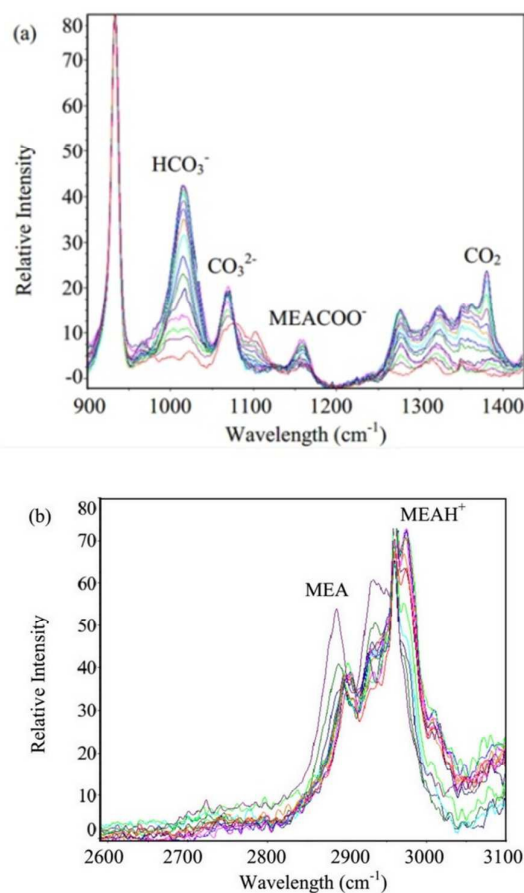 (a)
80
70
60
50
40
30
20
10
-0
Relative Intensity
HCO₃⁻
CO₃²⁻
MEACOO⁻
CO₂
900 1000 1100 1200 1300 1400
Wavelength (cm⁻¹)
(b)
80
70
60
50
40
30
20
10
0
Relative Intensity
MEA
MEAH⁺
2600 2700 2800 2900 3000 3100
Wavelength (cm⁻¹)